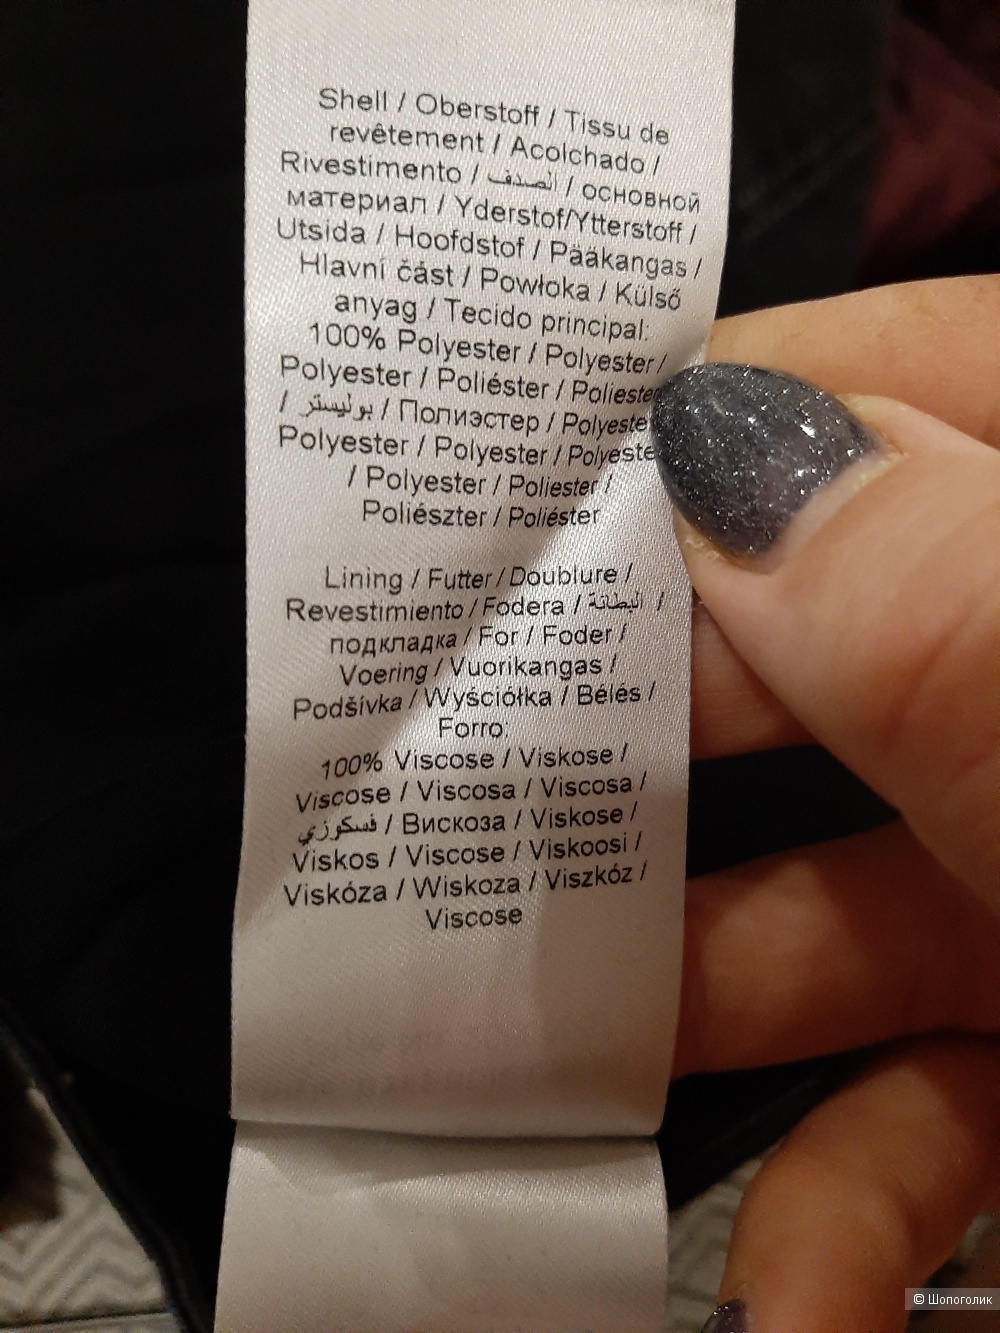 Shell / Oberstoff / Tissu de
revêtement / Acolchado /
Rivestimento / الصدف / основной
материал / Yderstof/Ytterstoff /
Utsida / Hoofdstof / Pääkangas /
Hlavní část / Powłoka / Külső
anyag / Tecido principal:
100% Polyester / Polyester /
Polyester / Poliéster / Polieste
/ بوليستر / Полиэстер / Polyeste
Polyester / Polyester / Polyeste
/ Polyester / Poliester /
Poliészter / Poliéster
Lining / Futter / Doublure /
Revestimiento / Fodera / البطانة /
подкладка / For / Foder /
Voering / Vuorikangas /
Podšívka / Wyściółka / Bélés /
Forro:
100% Viscose / Viskose /
Viscose / Viscosa / Viscosa /
فسكوزي / Вискоза / Viskose /
Viskos / Viscose / Viskoosi /
Viskóza / Wiskoza / Viszkóz /
Viscose
© Шопоголик